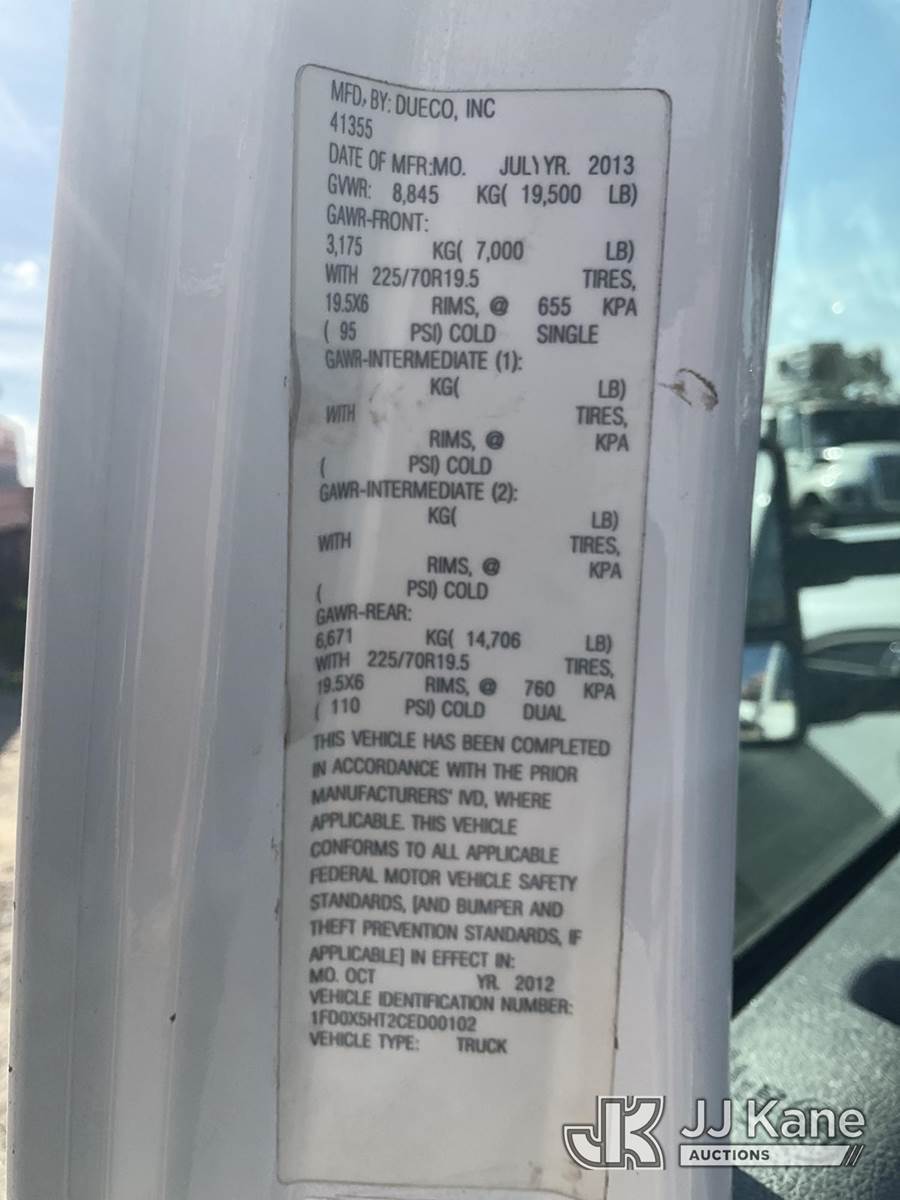 MFD, BY: DUECO, INC
41355
DATE OF MFR:MO. JULY YR. 2013
GVWR: 8,845 KG( 19,500 LB)
GAWR-FRONT:
3,175 KG( 7,000 LB)
WITH 225/70R19.5 TIRES,
19.5X6 RIMS, @ 655 KPA
( 95 PSI) COLD SINGLE
GAWR-INTERMEDIATE (1):
KG( LB)
WITH TIRES,
RIMS, @ KPA
( PSI) COLD
GAWR-INTERMEDIATE (2):
KG( LB)
WITH TIRES,
RIMS, @ KPA
( PSI) COLD
GAWR-REAR:
6,671 KG( 14,706 LB)
WITH 225/70R19.5 TIRES,
19.5X6 RIMS, @ 760 KPA
( 110 PSI) COLD DUAL
THIS VEHICLE HAS BEEN COMPLETED
IN ACCORDANCE WITH THE PRIOR
MANUFACTURERS' IVD, WHERE
APPLICABLE. THIS VEHICLE
CONFORMS TO ALL APPLICABLE
FEDERAL MOTOR VEHICLE SAFETY
STANDARDS, [AND BUMPER AND
THEFT PREVENTION STANDARDS, IF
APPLICABLE] IN EFFECT IN:
MO. OCT YR. 2012
VEHICLE IDENTIFICATION NUMBER:
1FD0X5HT2CED00102
VEHICLE TYPE: TRUCK
JK JJ Kane
AUCTIONS